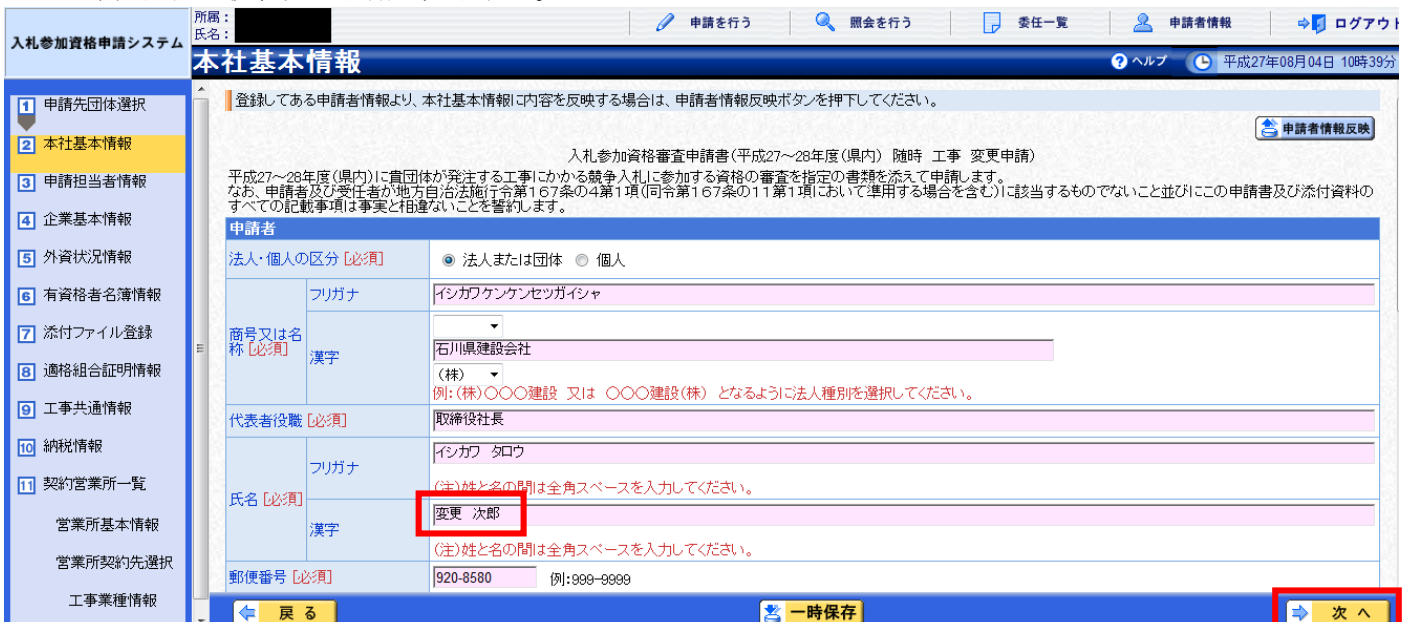 所属：
氏名：
申請を行う
照会を行う
委任一覧
申請者情報
ログアウト
入札参加資格申請システム
本社基本情報
ヘルプ
平成27年08月04日 10時39分
1 申請先団体選択
2 本社基本情報
3 申請担当者情報
4 企業基本情報
5 外資状況情報
6 有資格者名簿情報
7 添付ファイル登録
8 適格組合証明情報
9 工事共通情報
10 納税情報
11 契約営業所一覧
営業所基本情報
営業所契約先選択
工事業種情報
登録してある申請者情報より、本社基本情報に内容を反映する場合は、申請者情報反映ボタンを押下してください。
申請者情報反映
入札参加資格審査申請書(平成27～28年度(県内) 随時 工事 変更申請)
平成27～28年度(県内)に貴団体が発注する工事にかかる競争入札に参加する資格の審査を指定の書類を添えて申請します。
なお、申請者及び受任者が地方自治法施行令第167条の4第1項(同令第167条の11第1項において準用する場合を含む)に該当するものでないこと並びにこの申請書及び添付資料の
すべての記載事項は事実と相違ないことを誓約します。
申請者
法人・個人の区分 [必須]
法人または団体
個人
商号又は名
称 [必須]
フリガナ
イシカワケンケンセツガイシャ
漢字
石川県建設会社
(株)
例：(株)○○○建設 又は ○○○建設(株) となるように法人種別を選択してください。
代表者役職 [必須]
取締役社長
氏名 [必須]
フリガナ
イシカワ タロウ
(注)姓と名の間は全角スペースを入力してください。
漢字
変更 次郎
(注)姓と名の間は全角スペースを入力してください。
郵便番号 [必須]
920-8580
例:999-9999
戻る
一時保存
次へ